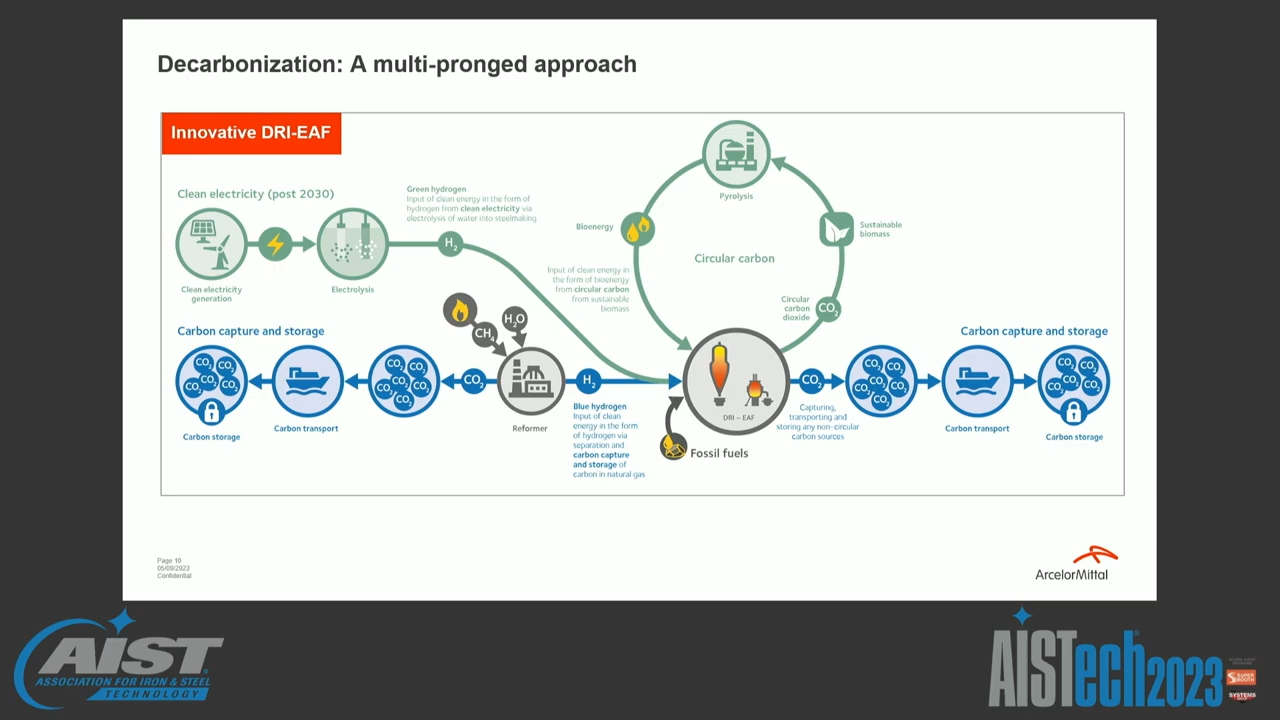 Decarbonization: A multi-pronged approach
Innovative DRI-EAF
Clean electricity (post 2030)
Clean electricity
generation
Electrolysis
Green hydrogen
Input of clean energy in the form of
hydrogen from clean electricity via
electrolysis of water into steelmaking
H₂
Pyrolysis
Bioenergy
Sustainable
biomass
Circular carbon
Input of clean energy in
the form of bioenergy
from circular carbon
from sustainable
biomass
Circular
carbon
dioxide
CO₂
Carbon capture and storage
CO₂ CO₂ CO₂ CO₂ CO₂
Carbon storage
Carbon transport
CO₂ CO₂ CO₂ CO₂ CO₂
CO₂
CH₄
H₂O
Reformer
H₂
Blue hydrogen
Input of clean
energy in the form
of hydrogen via
separation and
carbon capture
and storage of
carbon in natural gas
DRI – EAF
Fossil fuels
CO₂
Capturing,
transporting and
storing any non-circular
carbon sources
Carbon capture and storage
CO₂ CO₂ CO₂ CO₂ CO₂
Carbon transport
CO₂ CO₂ CO₂ CO₂ CO₂
Carbon storage
Page 10
05/09/2023
Confidential
ArcelorMittal
AIST
ASSOCIATION FOR IRON & STEEL
TECHNOLOGY
AISTech2023
SUPER
BOOTH
SYSTEMS